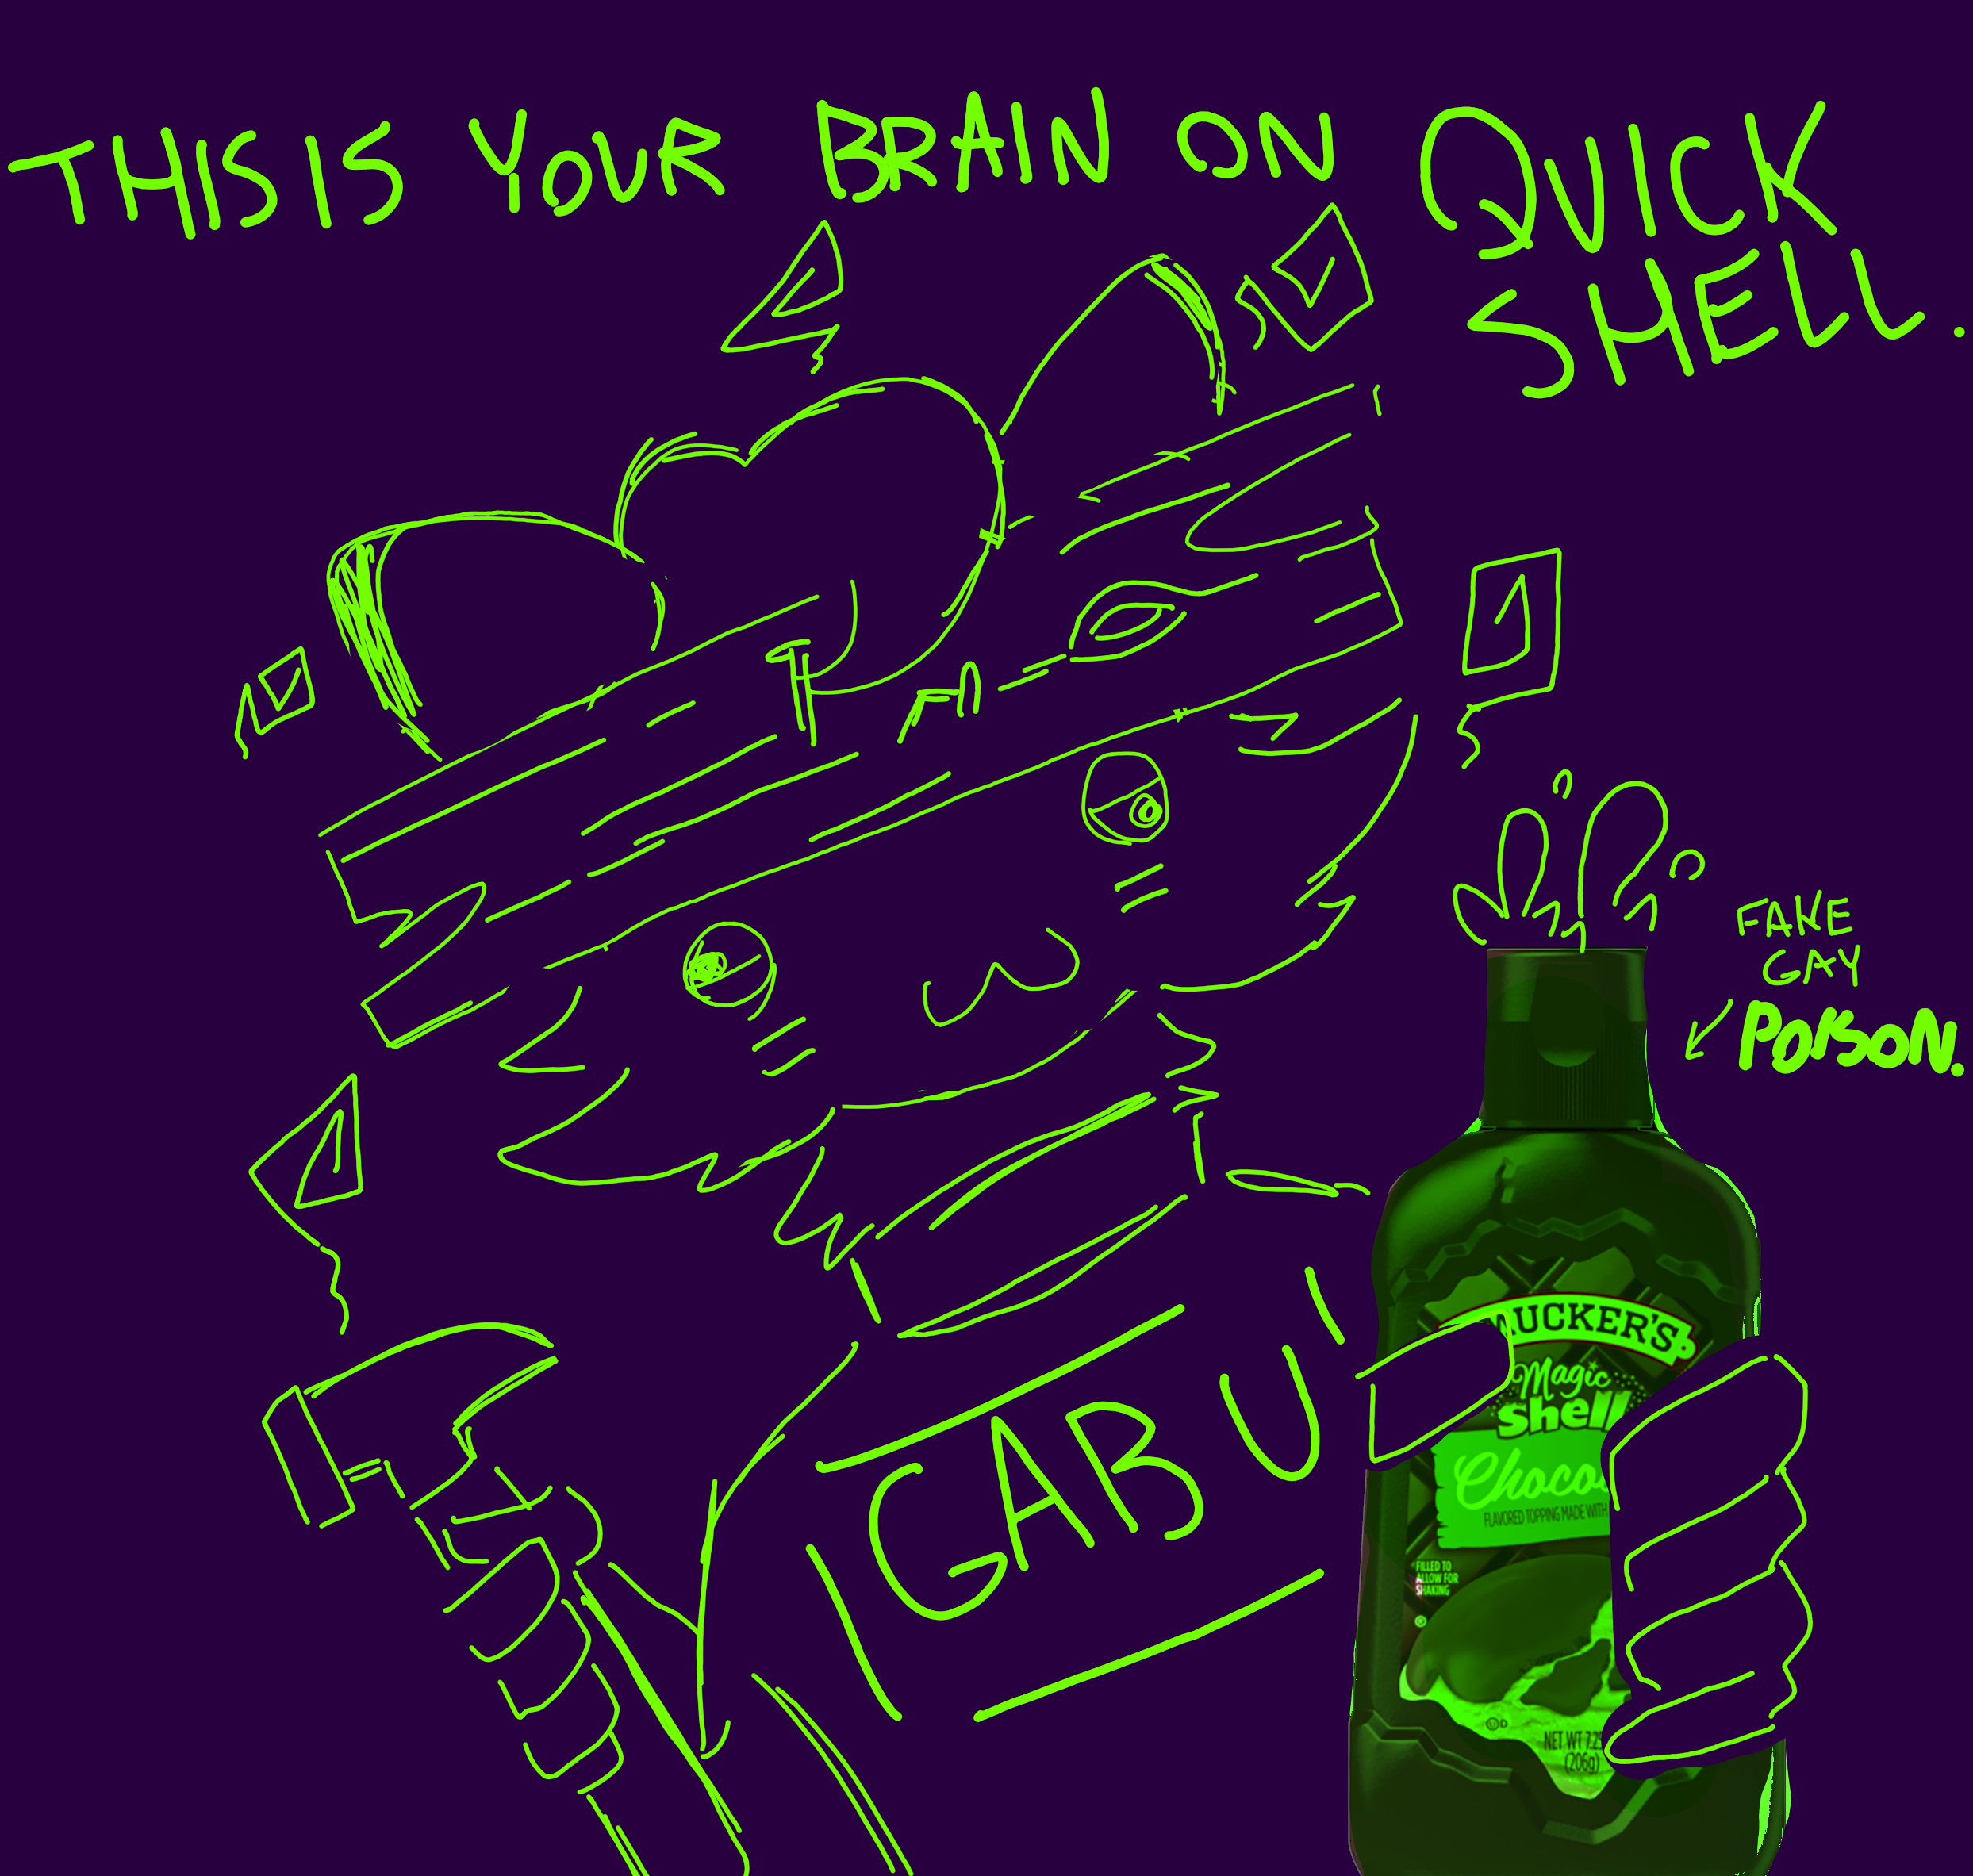 THIS IS YOUR BRAIN ON QUICK
SHELL.
FAKE
GAY
POISON.
GABU
UCKER'S
Magic
shell
Choco
FLAVORED TOPPING MADE WITH
FILLED TO
ALLOW FOR
SHAKING
NET WT 7.2
(206g)